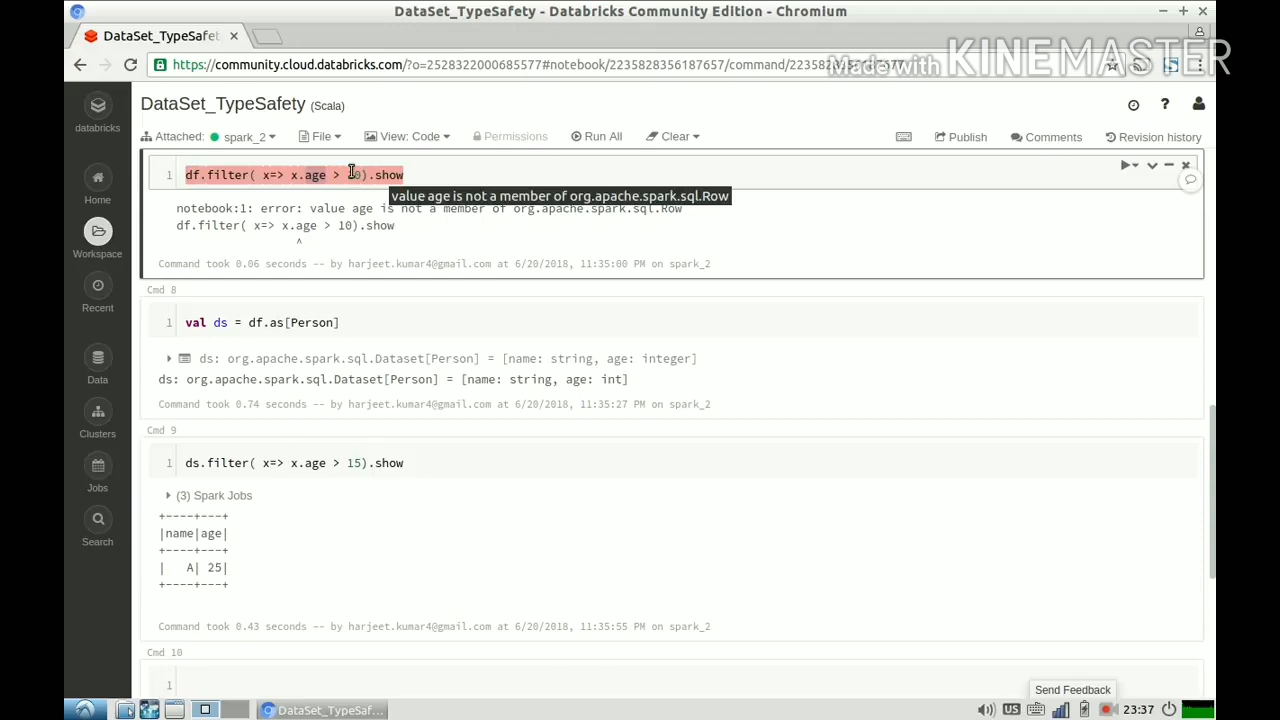 DataSet_TypeSafety - Databricks Community Edition - Chromium
DataSet_TypeSafet
https://community.cloud.databricks.com/?o=2528322000635577#notebook/2235828356187657/command/22358
Made with KINEMASTER
databricks
Home
Workspace
Recent
Data
Clusters
Jobs
Search
DataSet_TypeSafety (Scala)
Attached: spark_2 File View: Code Permissions Run All Clear Publish Comments Revision history
1 df.filter( x=> x.age > 0).show
value age is not a member of org.apache.spark.sql.Row
notebook:1: error: value age is not a member of org.apache.spark.sql.Row
df.filter( x=> x.age > 10).show
^
Command took 0.06 seconds -- by harjeet.kumar4@gmail.com at 6/20/2018, 11:35:00 PM on spark_2
Cmd 8
1 val ds = df.as[Person]
ds: org.apache.spark.sql.Dataset[Person] = [name: string, age: integer]
ds: org.apache.spark.sql.Dataset[Person] = [name: string, age: int]
Command took 0.74 seconds -- by harjeet.kumar4@gmail.com at 6/20/2018, 11:35:27 PM on spark_2
Cmd 9
1 ds.filter( x=> x.age > 15).show
(3) Spark Jobs
+----+---+
|name|age|
+----+---+
|   A| 25|
+----+---+
Command took 0.43 seconds -- by harjeet.kumar4@gmail.com at 6/20/2018, 11:35:55 PM on spark_2
Cmd 10
1
Send Feedback
DataSet_TypeSaf...
US
23:37